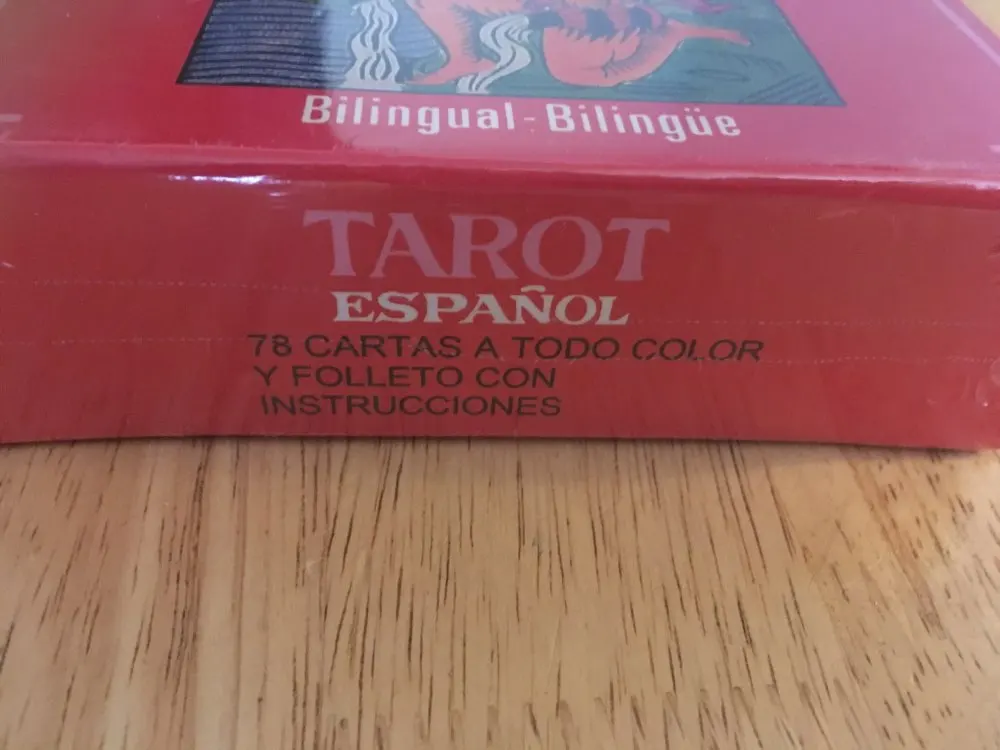 Bilingual-Bilingüe
TAROT
ESPAÑOL
78 CARTAS A TODO COLOR
Y FOLLETO CON
INSTRUCCIONES